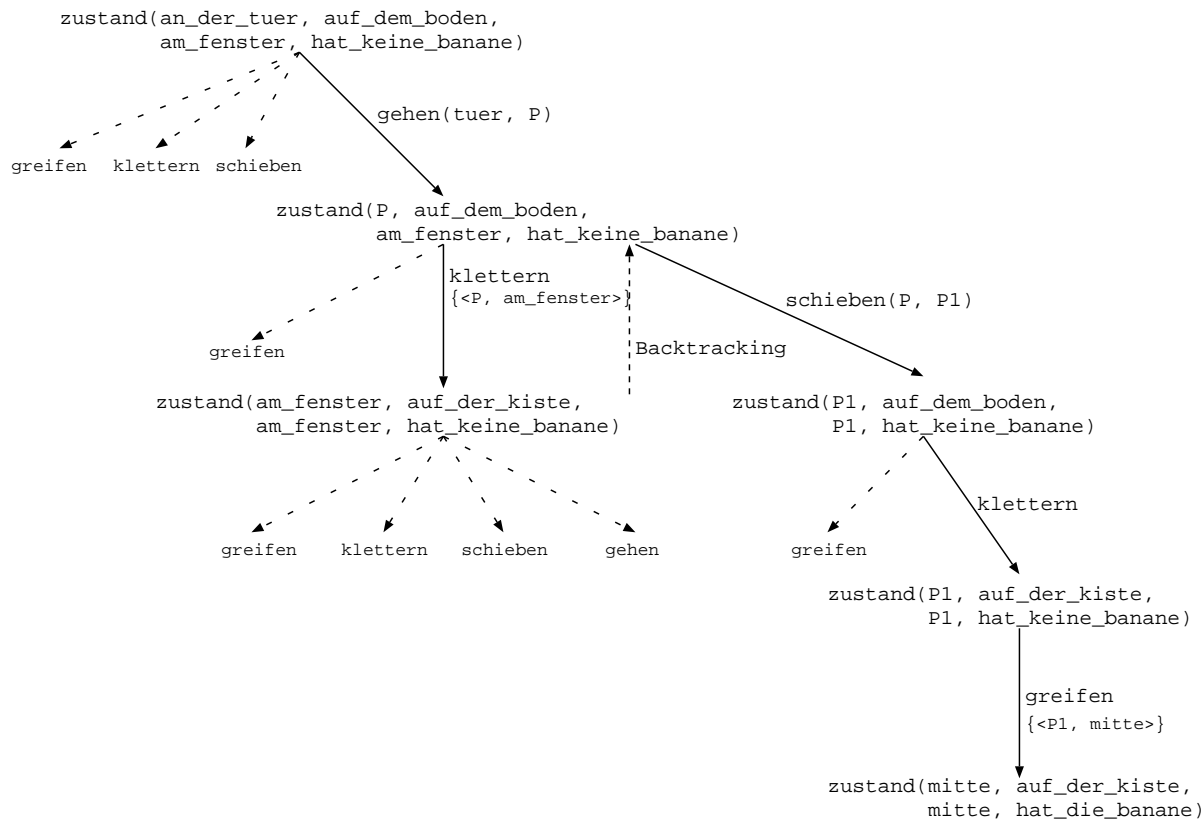 zustand(an_der_tuer, auf_dem_boden,
am_fenster, hat_keine_banane)
gehen(tuer, P)
greifen klettern schieben
zustand(P, auf_dem_boden,
am_fenster, hat_keine_banane)
klettern
{<P, am_fenster>}
schieben(P, P1)
greifen
Backtracking
zustand(am_fenster, auf_der_kiste,
am_fenster, hat_keine_banane)
zustand(P1, auf_dem_boden,
P1, hat_keine_banane)
klettern
greifen klettern schieben gehen
greifen
zustand(P1, auf_der_kiste,
P1, hat_keine_banane)
greifen
{<P1, mitte>}
zustand(mitte, auf_der_kiste,
mitte, hat_die_banane)